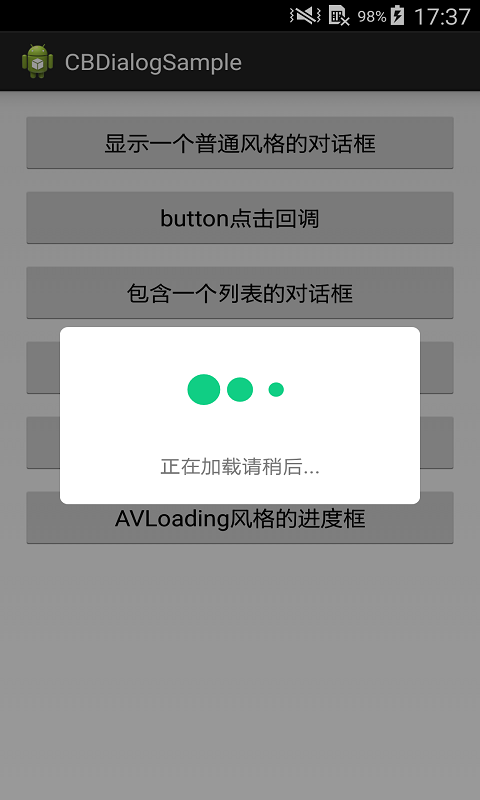 98% 17:37
CBDialogSample
显示一个普通风格的对话框
button点击回调
包含一个列表的对话框
正在加载请稍后...
AVLoading风格的进度框